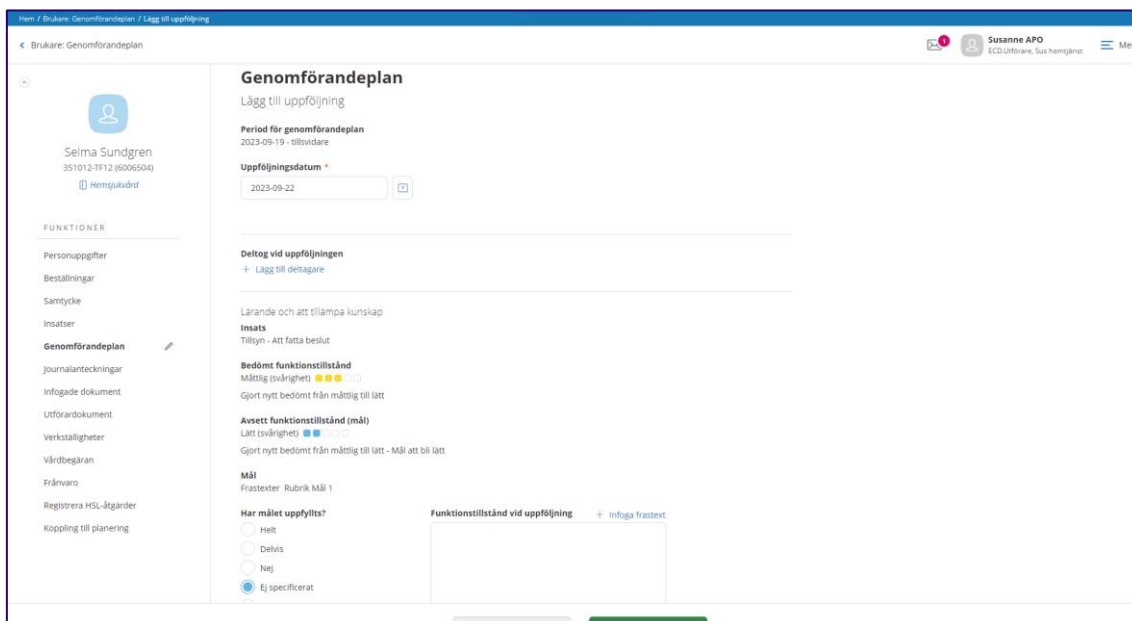 Hem / Brukare: Genomförandeplan / Lägg till uppföljning
Brukare: Genomförandeplan
1
Susanne APO
ECD.Utförare, Sus hemtjänst
Selma Sundgren
351012-TF12 (6006504)
Hemsjukvård
FUNKTIONER
Personuppgifter
Beställningar
Samtycke
Insatser
Genomförandeplan
Journalanteckningar
Infogade dokument
Utförardokument
Verkställigheter
Vårdbegäran
Frånvaro
Registrera HSL-åtgärder
Koppling till planering
Genomförandeplan
Lägg till uppföljning
Period för genomförandeplan
2023-09-19 - tillsvidare
Uppföljningsdatum *
2023-09-22
Deltog vid uppföljningen
+ Lägg till deltagare
Lärande och att tillämpa kunskap
Insats
Tillsyn - Att fatta beslut
Bedömt funktionstillstånd
Måttlig (svårighet)
Gjort nytt bedömt från måttlig till lätt
Avsett funktionstillstånd (mål)
Lätt (svårighet)
Gjort nytt bedömt från måttlig till lätt - Mål att bli lätt
Mål
Frastexter Rubrik Mål 1
Har målet uppfyllts?
Helt
Delvis
Nej
Ej specificerat
Funktionstillstånd vid uppföljning
+ Infoga frastext